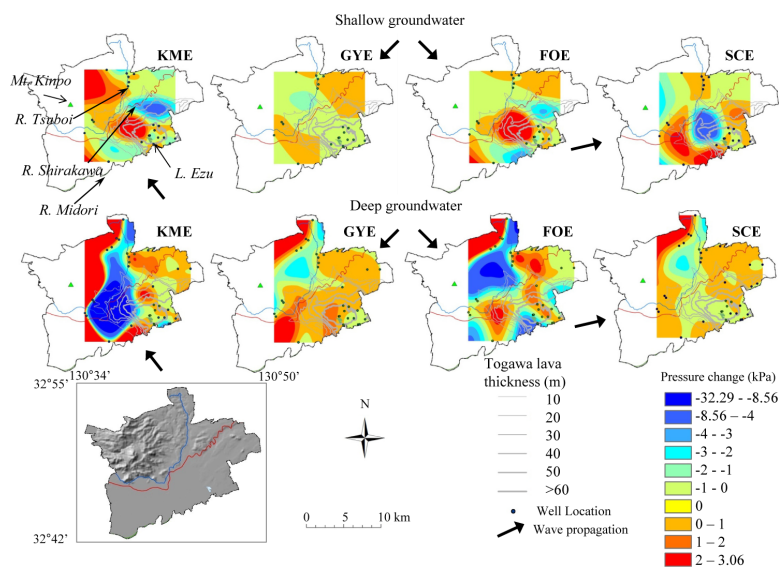 Shallow groundwater
KME
GYE
FOE
SCE
Mt. Kinpo
R. Tsuboi
R. Shirakawa
L. Ezu
R. Midori
Deep groundwater
KME
GYE
FOE
SCE
130°34' 130°50'
32°55'
32°42'
N
0 5 10 km
Togawa lava
thickness (m)
10
20
30
40
50
>60
Well Location
Wave propagation
Pressure change (kPa)
-32.29 - -8.56
-8.56 – -4
-4 - -3
-3 - -2
-2 - -1
-1 - 0
0
0 – 1
1 – 2
2 – 3.06